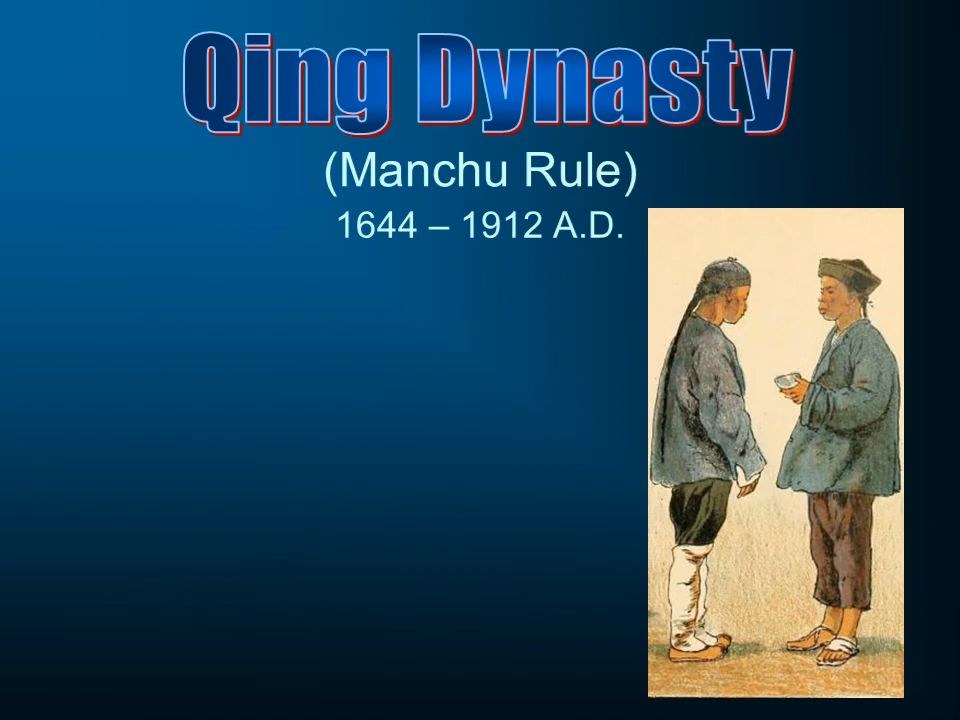 Qing Dynasty
(Manchu Rule)
1644 – 1912 A.D.